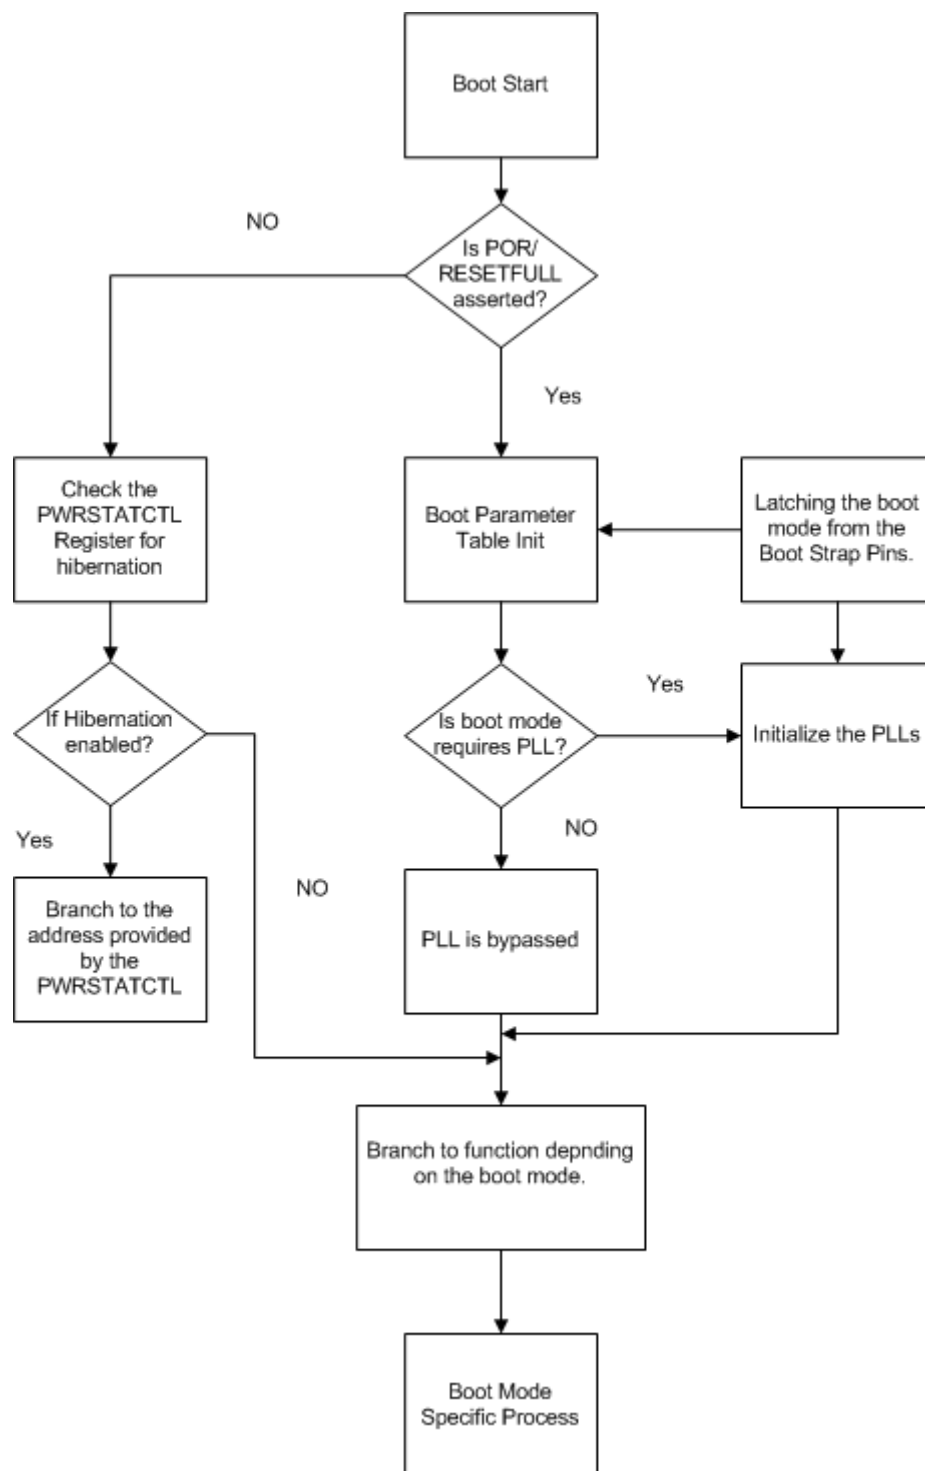 Boot Start
NO
Is POR/
RESETFULL
asserted?
Yes
Check the
PWRSTATCTL
Register for
hibernation
Boot Parameter
Table Init
Latching the boot
mode from the
Boot Strap Pins.
If Hibernation
enabled?
Is boot mode
requires PLL?
Yes
Initialize the PLLs
Yes
NO
NO
Branch to the
address provided
by the
PWRSTATCTL
PLL is bypassed
Branch to function depnding
on the boot mode.
Boot Mode
Specific Process